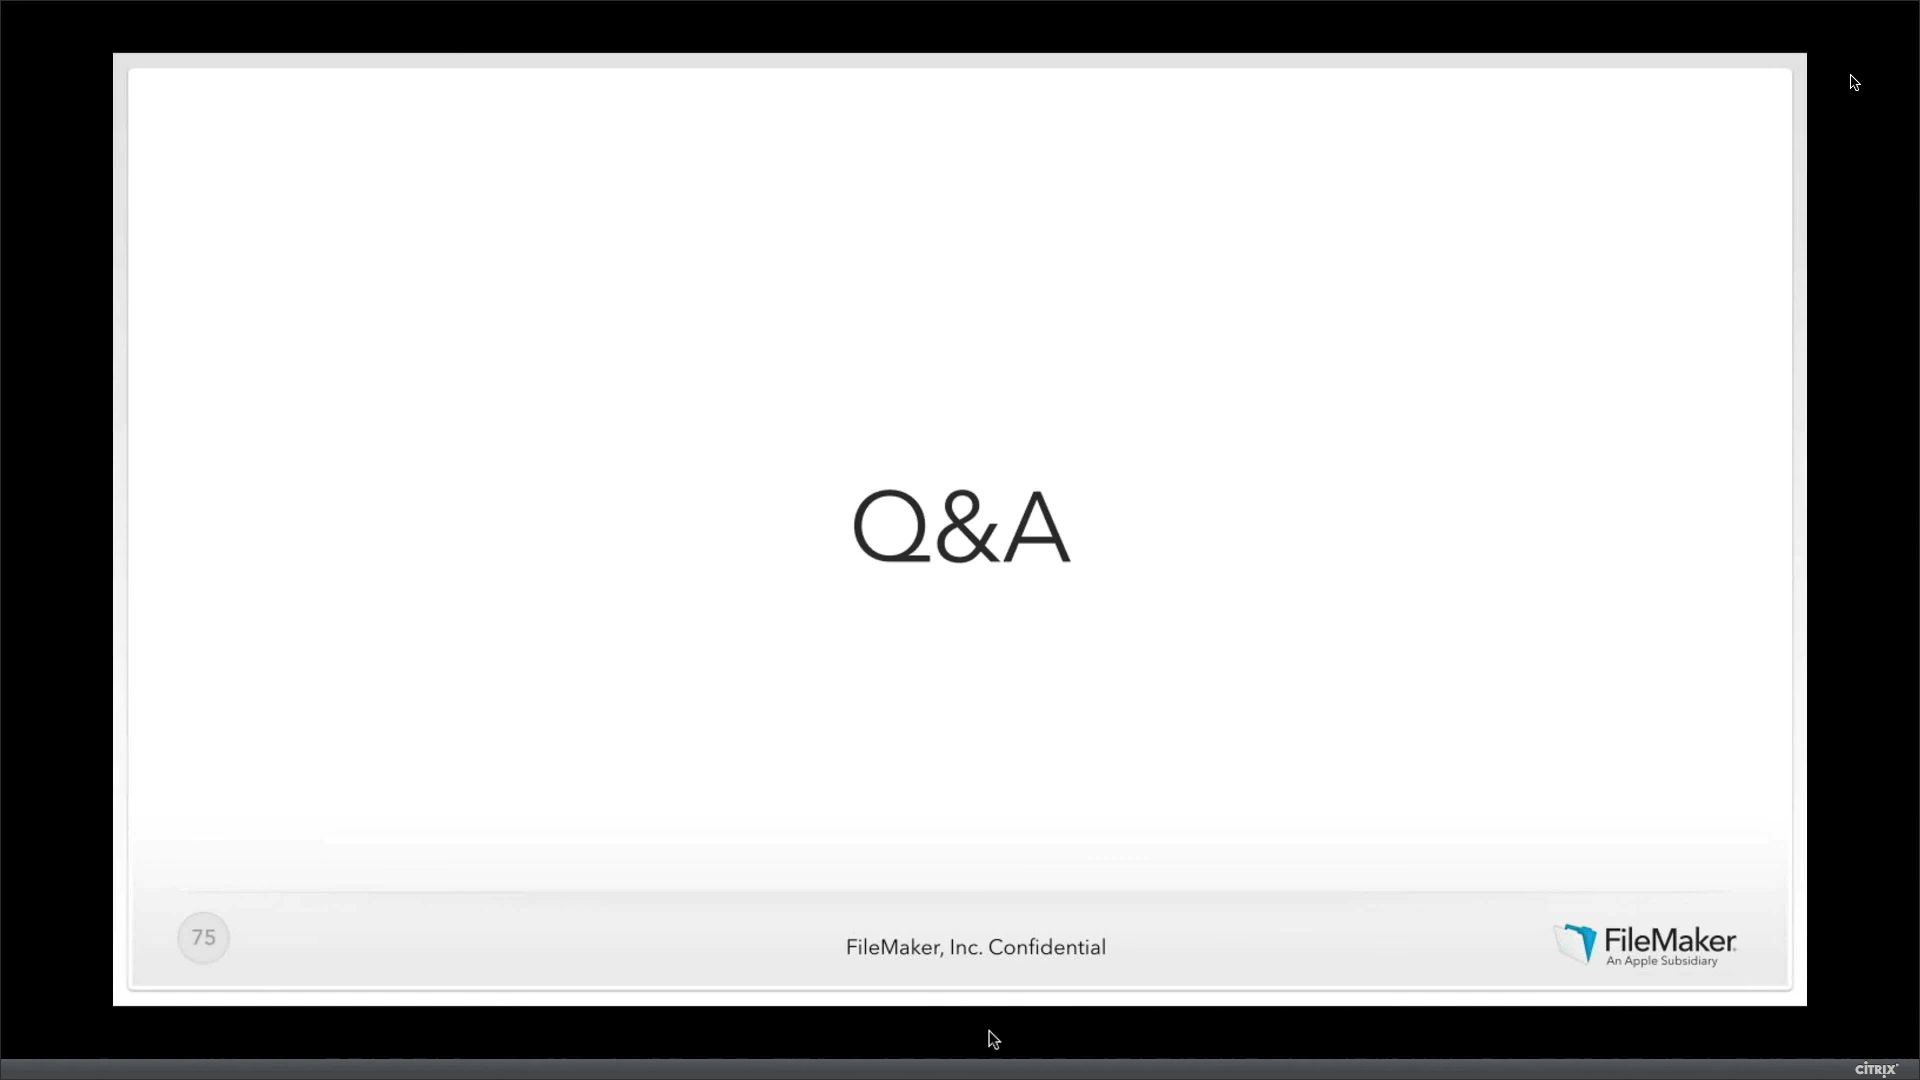 Q&A
75
FileMaker, Inc. Confidential
FileMaker
An Apple Subsidiary
CITRIX